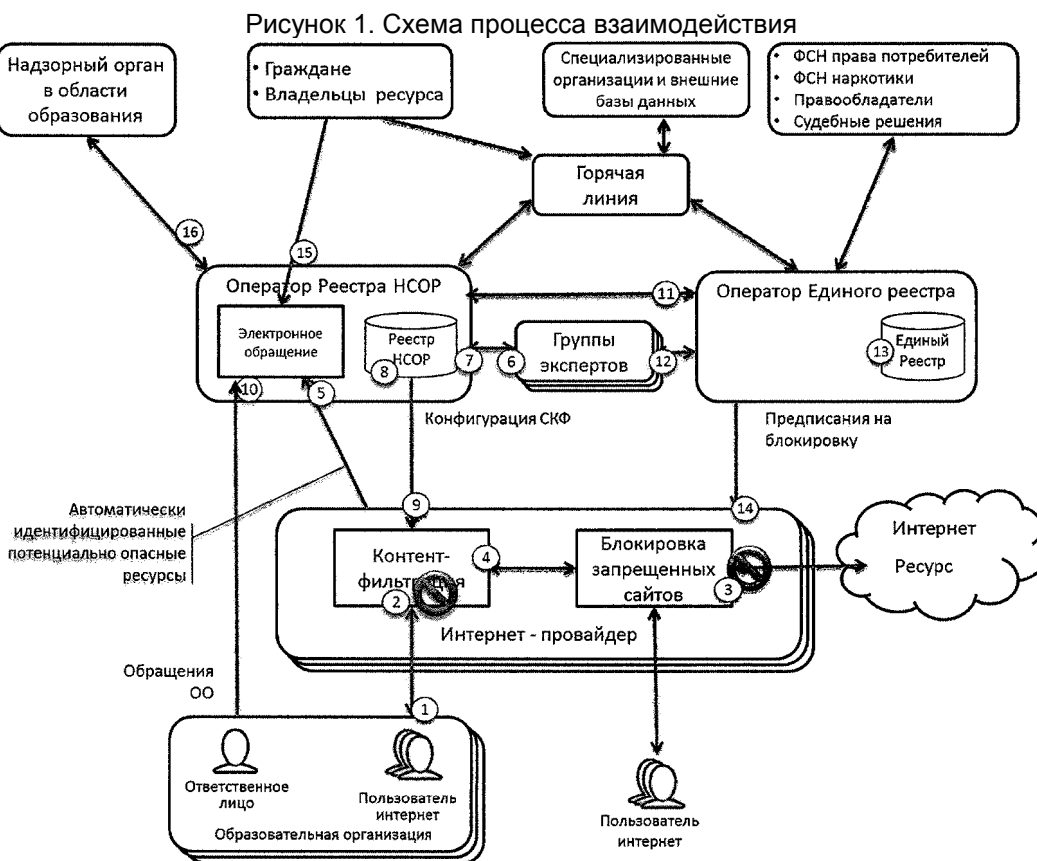 Рисунок 1. Схема процесса взаимодействия
Надзорный орган
в области
образования
• Граждане
• Владельцы ресурса
Специализированные
организации и внешние
базы данных
• ФСН права потребителей
• ФСН наркотики
• Правообладатели
• Судебные решения
Горячая
линия
16
15
Оператор Реестра НСОР
11
Оператор Единого реестра
Электронное
обращение
Реестр
НСОР
8
7
6
Группы
экспертов
12
13
Единый
Реестр
10
5
Конфигурация СКФ
Предписания на
блокировку
Автоматически
идентифицированные
потенциально опасные
ресурсы
9
14
Контент-
фильтрация
2
4
Блокировка
запрещенных
сайтов
3
Интернет
Ресурс
Интернет - провайдер
Обращения
ОО
1
Ответственное
лицо
Пользователь
интернет
Образовательная организация
Пользователь
интернет